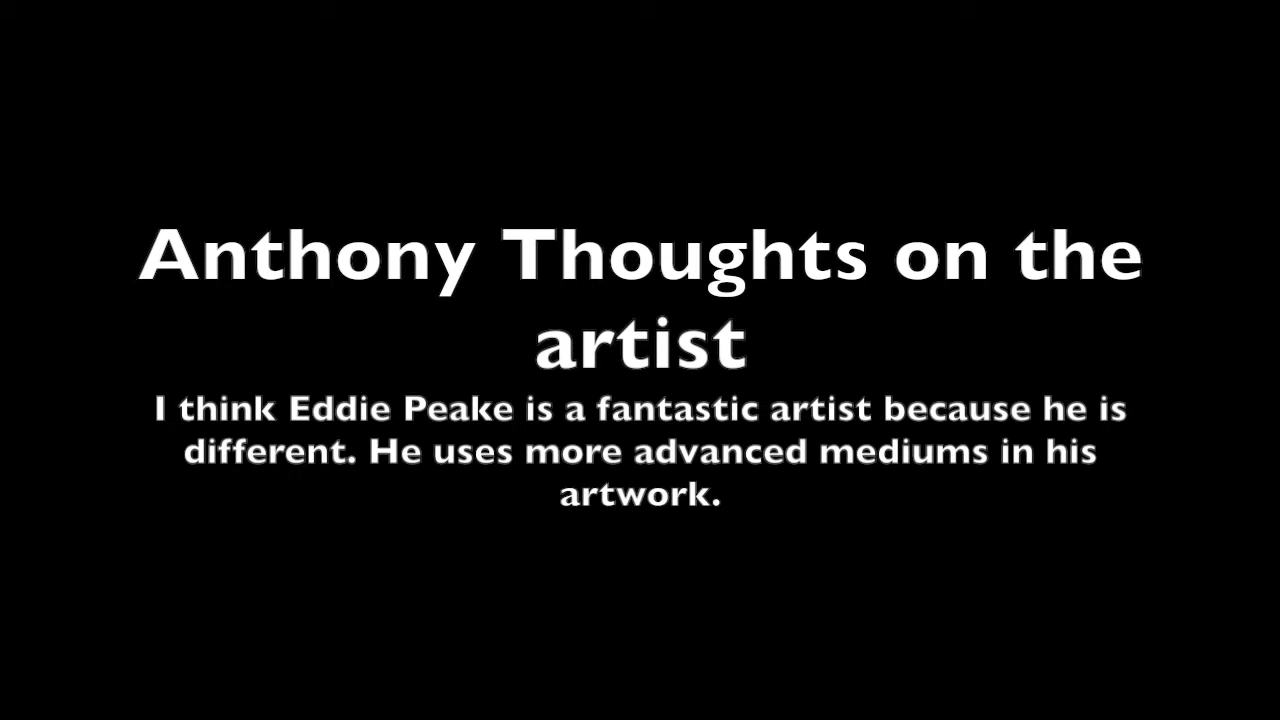 Anthony Thoughts on the
artist
I think Eddie Peake is a fantastic artist because he is
different. He uses more advanced mediums in his
artwork.